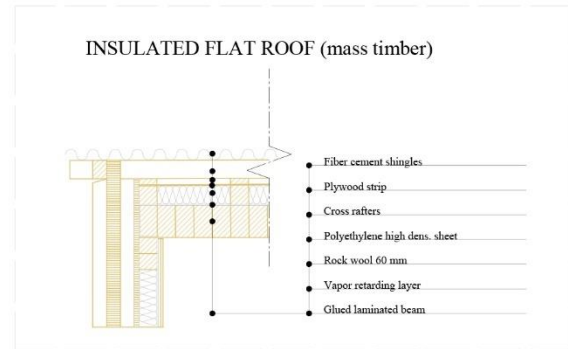 INSULATED FLAT ROOF (mass timber)
Fiber cement shingles
Plywood strip
Cross rafters
Polyethylene high dens. sheet
Rock wool 60 mm
Vapor retarding layer
Glued laminated beam